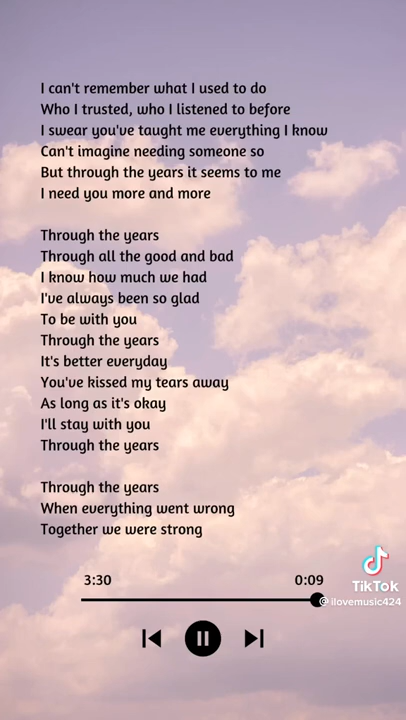 I can't remember what I used to do
Who I trusted, who I listened to before
I swear you've taught me everything I know
Can't imagine needing someone so
But through the years it seems to me
I need you more and more
Through the years
Through all the good and bad
I know how much we had
I've always been so glad
To be with you
Through the years
It's better everyday
You've kissed my tears away
As long as it's okay
I'll stay with you
Through the years
Through the years
When everything went wrong
Together we were strong
3:30 0:09
TikTok
@ilovemusic424